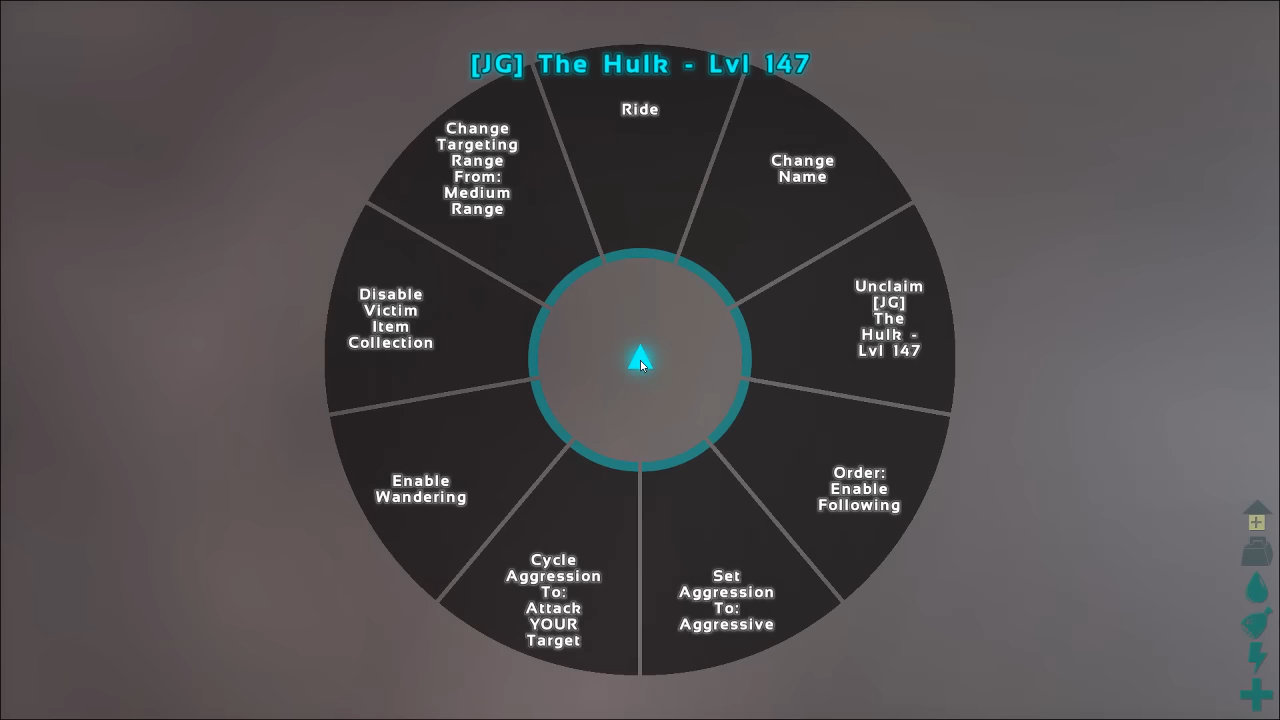 [JG] The Hulk - Lvl 147
Ride
Change
Name
Unclaim
[JG]
The
Hulk -
Lvl 147
Order:
Enable
Following
Set
Aggression
To:
Aggressive
Cycle
Aggression
To:
Attack
YOUR
Target
Enable
Wandering
Disable
Victim
Item
Collection
Change
Targeting
Range
From:
Medium
Range